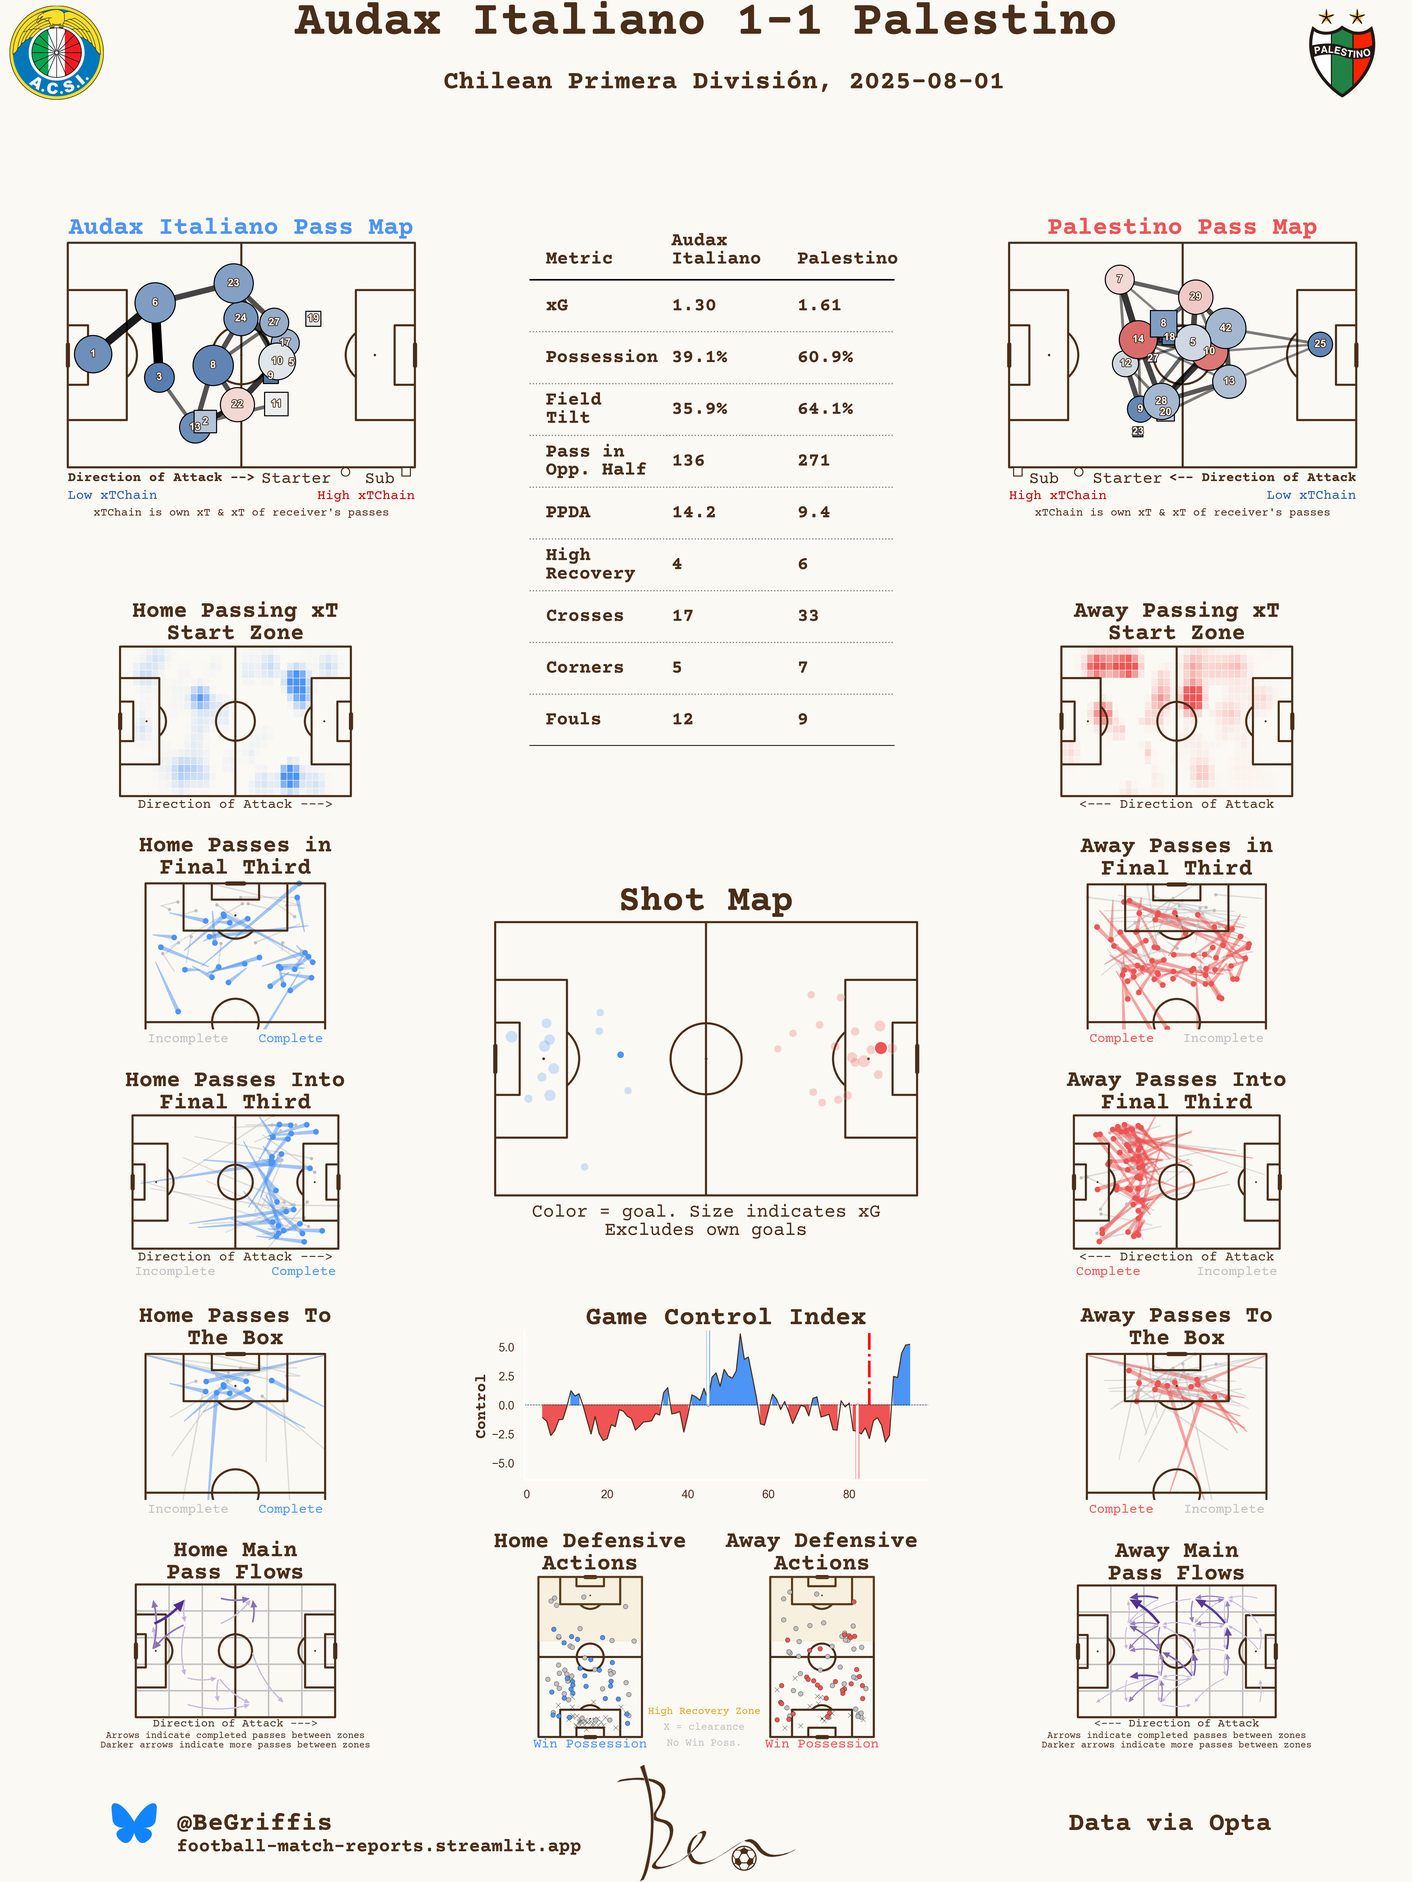 Audax Italiano 1-1 Palestino
Chilean Primera División, 2025-08-01
A.C.S.I.
PALESTINO
Audax Italiano Pass Map
1
6
3
23
24
27
17
10
5
9
8
22
11
13
2
19
Direction of Attack --> Starter Sub
Low xTChain High xTChain
xTChain is own xT & xT of receiver's passes
Metric Audax Italiano Palestino
xG 1.30 1.61
Possession 39.1% 60.9%
Field Tilt 35.9% 64.1%
Pass in Opp. Half 136 271
PPDA 14.2 9.4
High Recovery 4 6
Crosses 17 33
Corners 5 7
Fouls 12 9
Palestino Pass Map
7
29
8
42
14
18
5
10
27
12
25
13
28
9
20
23
Sub Starter <-- Direction of Attack
High xTChain Low xTChain
xTChain is own xT & xT of receiver's passes
Home Passing xT
Start Zone
Direction of Attack --->
Away Passing xT
Start Zone
<--- Direction of Attack
Home Passes in
Final Third
Incomplete Complete
Away Passes in
Final Third
Complete Incomplete
Shot Map
Color = goal. Size indicates xG
Excludes own goals
Home Passes Into
Final Third
Direction of Attack --->
Incomplete Complete
Away Passes Into
Final Third
<--- Direction of Attack
Complete Incomplete
Home Passes To
The Box
Incomplete Complete
Game Control Index
Control
5.0
2.5
0.0
−2.5
−5.0
0 20 40 60 80
Away Passes To
The Box
Complete Incomplete
Home Main
Pass Flows
Direction of Attack --->
Arrows indicate completed passes between zones
Darker arrows indicate more passes between zones
Home Defensive
Actions
Win Possession
High Recovery Zone
X = clearance
No Win Poss.
Away Defensive
Actions
Win Possession
Away Main
Pass Flows
<--- Direction of Attack
Arrows indicate completed passes between zones
Darker arrows indicate more passes between zones
@BeGriffis
football-match-reports.streamlit.app
Ben
Data via Opta